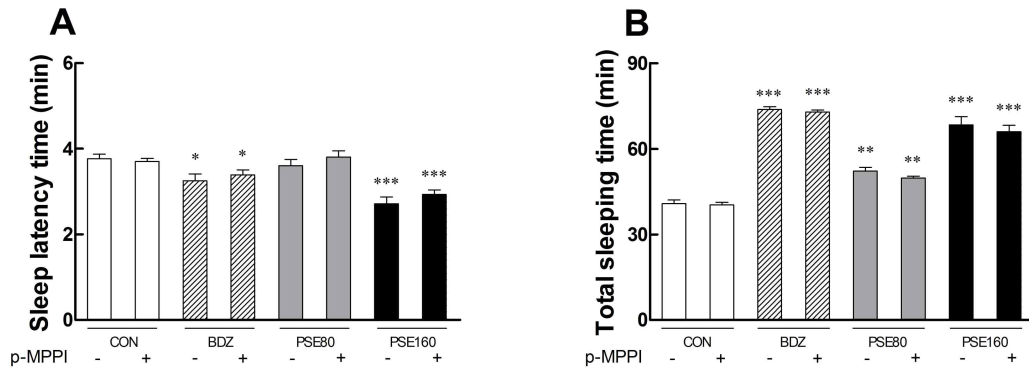 A
Sleep latency time (min)
6
4
2
0
* * *** ***
CON BDZ PSE80 PSE160
p-MPPI - + - + - + - +
B
Total sleeping time (min)
90
60
30
0
*** *** ** ** *** ***
CON BDZ PSE80 PSE160
p-MPPI - + - + - + - +